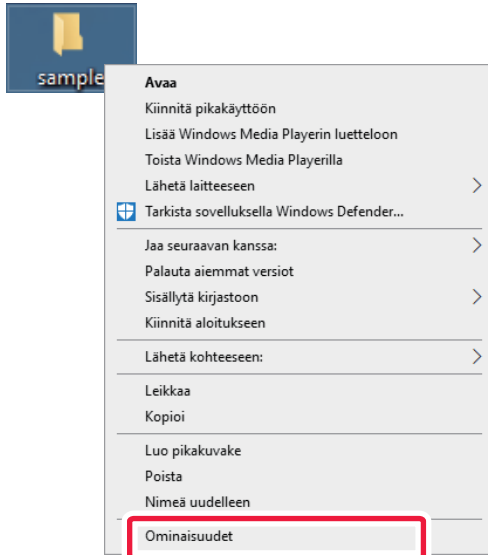 sample
Avaa
Kiinnitä pikakäyttöön
Lisää Windows Media Playerin luetteloon
Toista Windows Media Playerilla
Lähetä laitteeseen
Tarkista sovelluksella Windows Defender...
Jaa seuraavan kanssa:
Palauta aiemmat versiot
Sisällytä kirjastoon
Kiinnitä aloitukseen
Lähetä kohteeseen:
Leikkaa
Kopioi
Luo pikakuvake
Poista
Nimeä uudelleen
Ominaisuudet